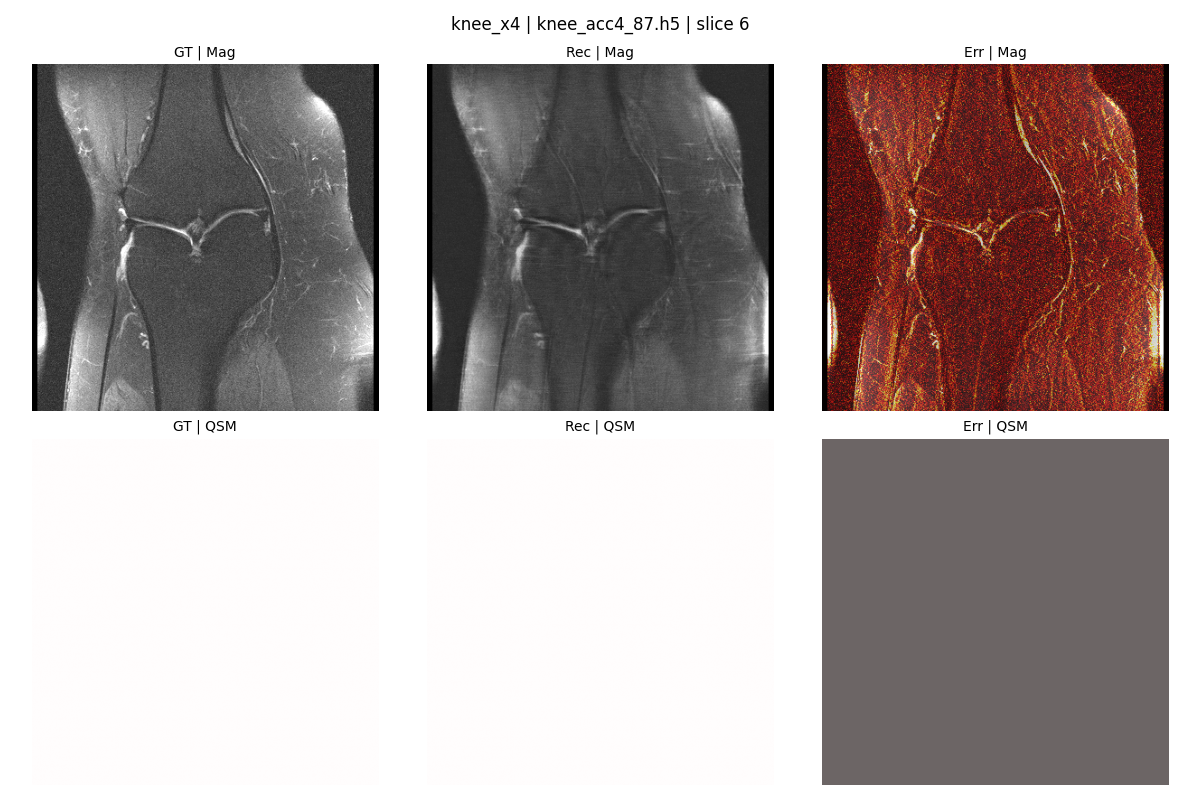 knee_x4 | knee_acc4_87.h5 | slice 6
GT | Mag
Rec | Mag
Err | Mag
GT | QSM
Rec | QSM
Err | QSM